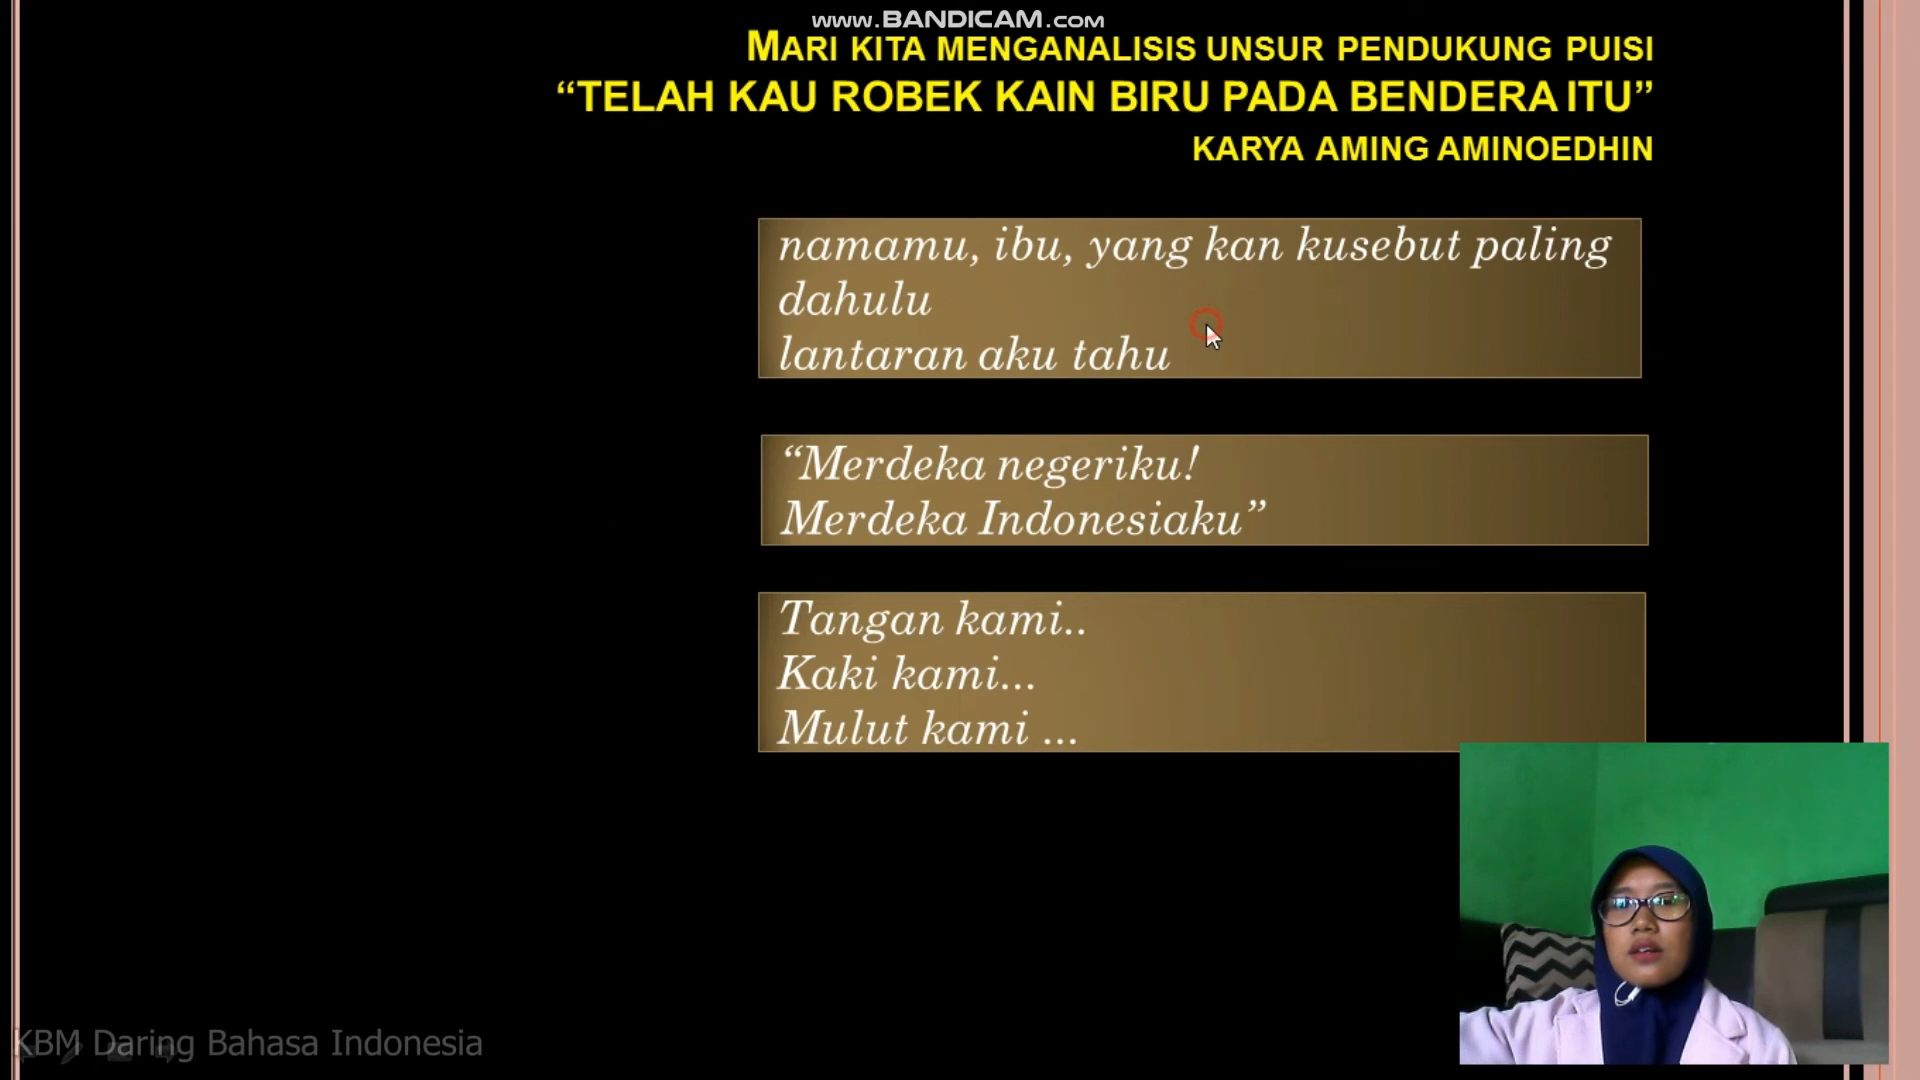 www.BANDICAM.com
MARI KITA MENGANALISIS UNSUR PENDUKUNG PUISI
“TELAH KAU ROBEK KAIN BIRU PADA BENDERA ITU”
KARYA AMING AMINOEDHIN
namamu, ibu, yang kan kusebut paling
dahulu
lantaran aku tahu
“Merdeka negeriku!
Merdeka Indonesiaku”
Tangan kami..
Kaki kami...
Mulut kami ...
KBM Daring Bahasa Indonesia